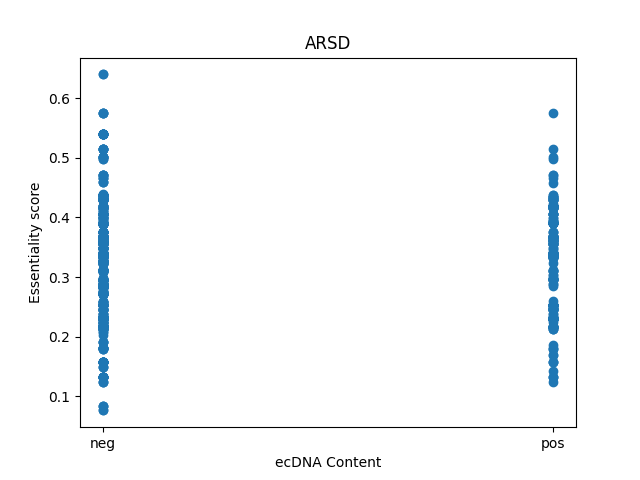 ARSD
Essentiality score
0.6
0.5
0.4
0.3
0.2
0.1
neg
pos
ecDNA Content